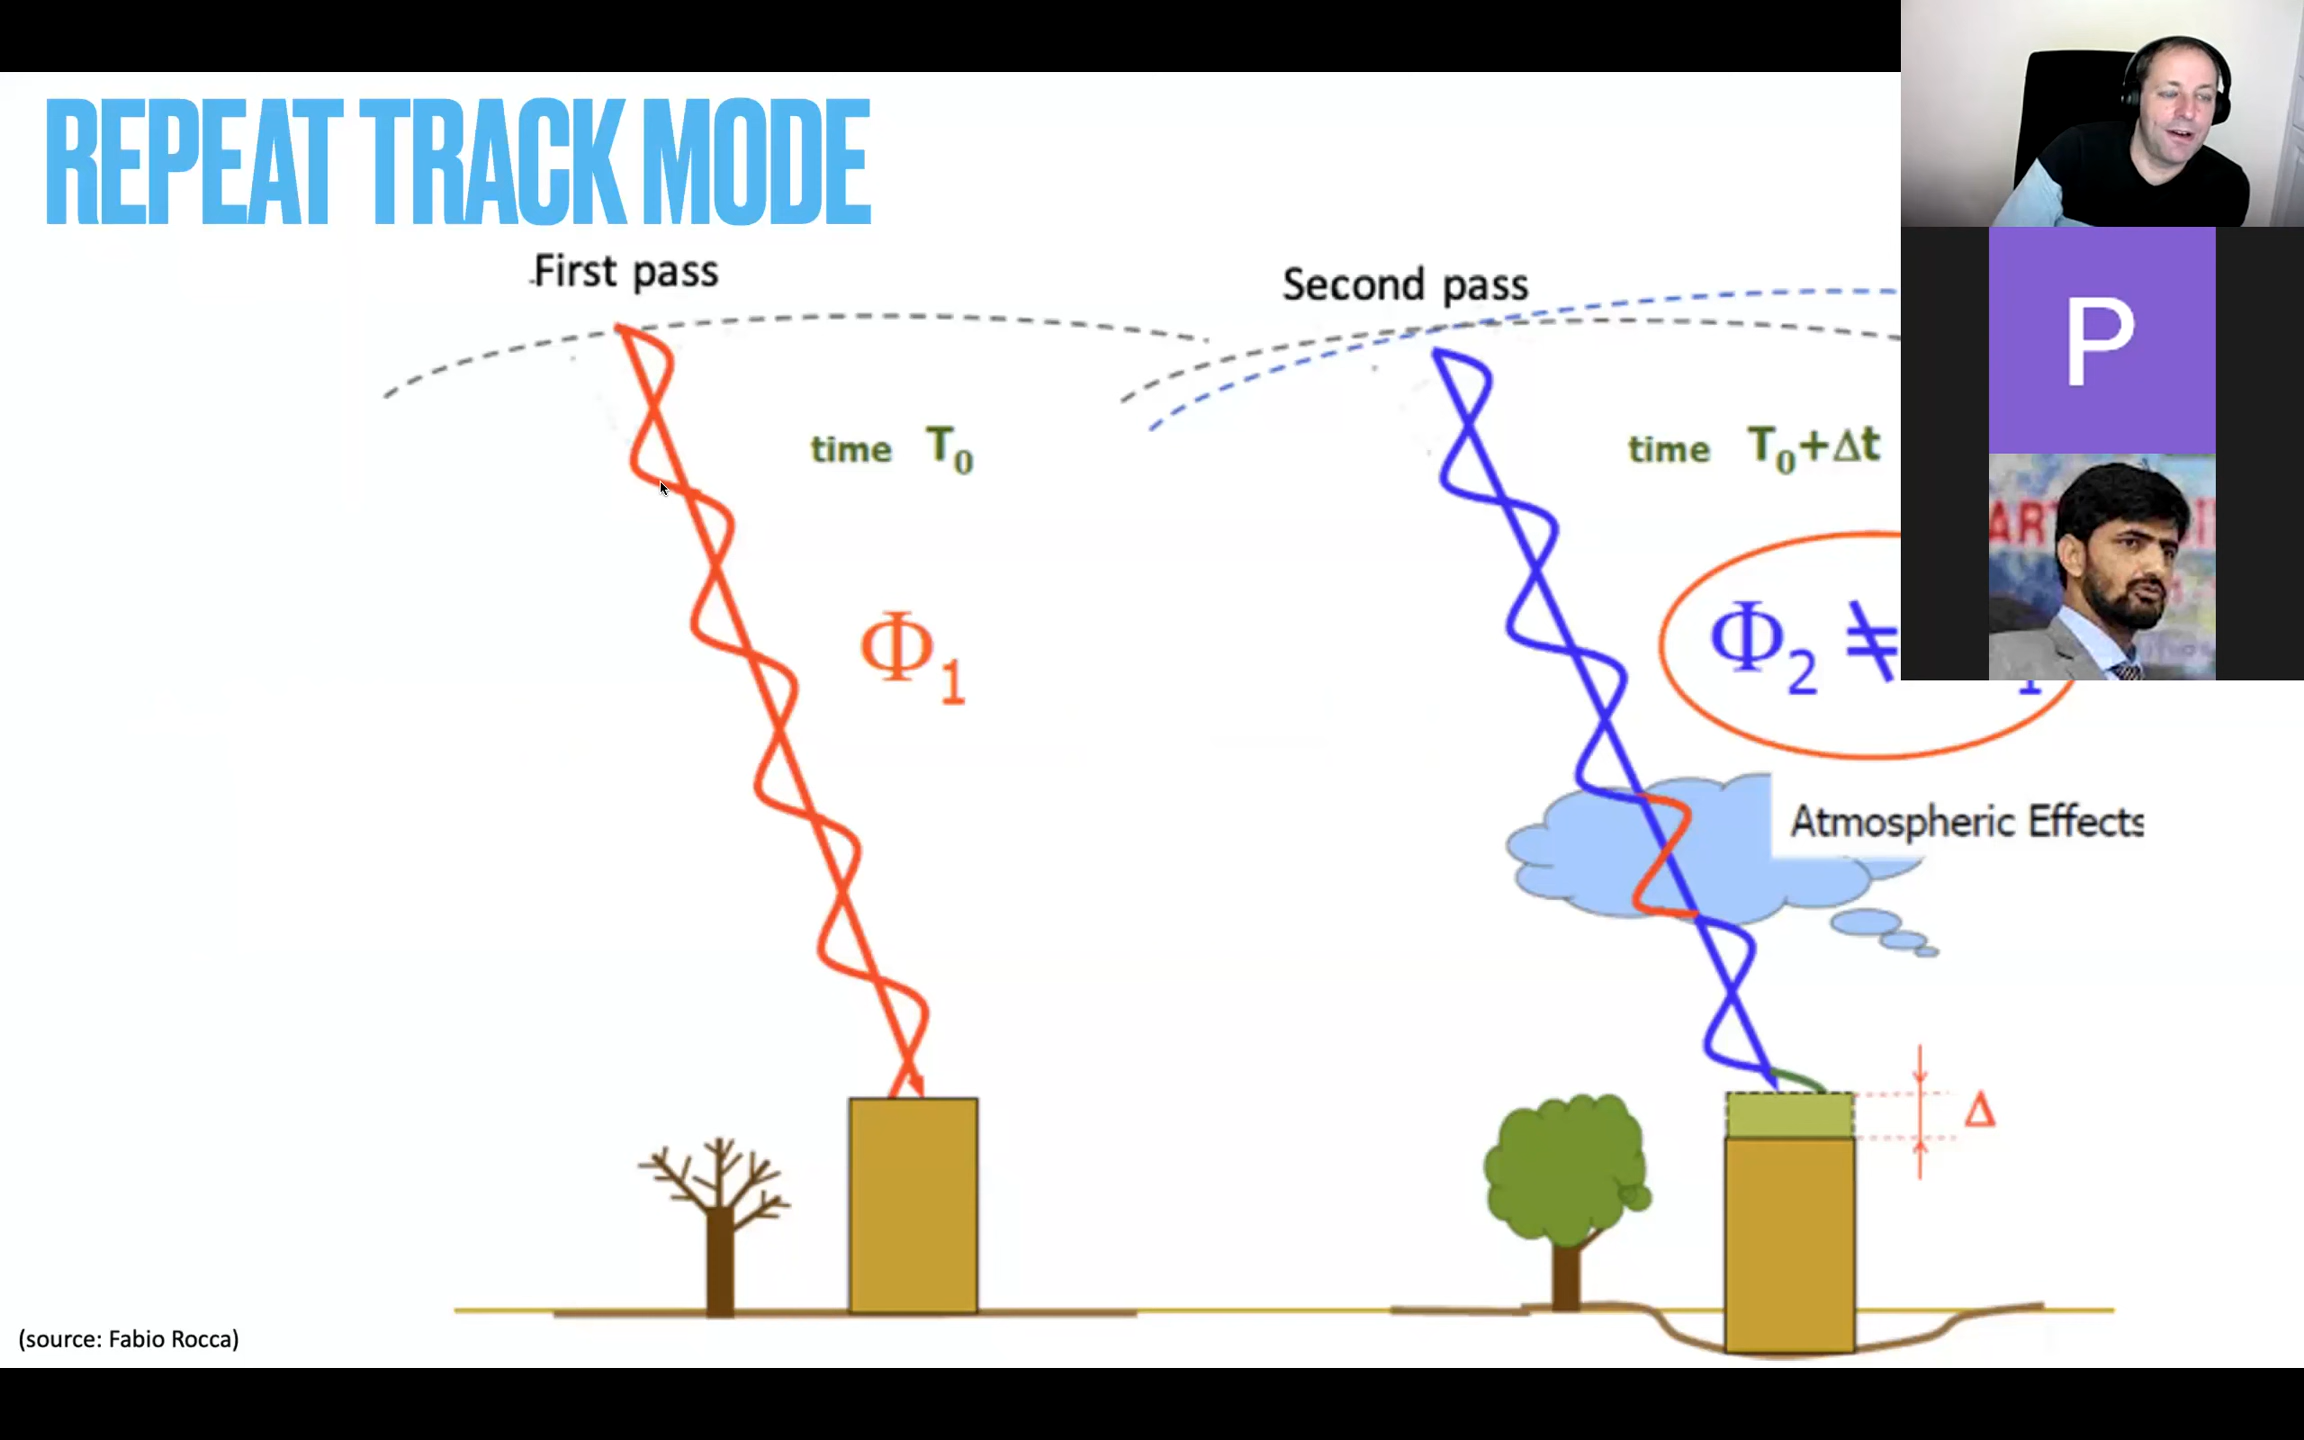 REPEAT TRACK MODE
First pass
Second pass
time T₀
time T₀+Δt
P
Φ₁
Φ₂ ≠
Atmospheric Effects
Δ
(source: Fabio Rocca)